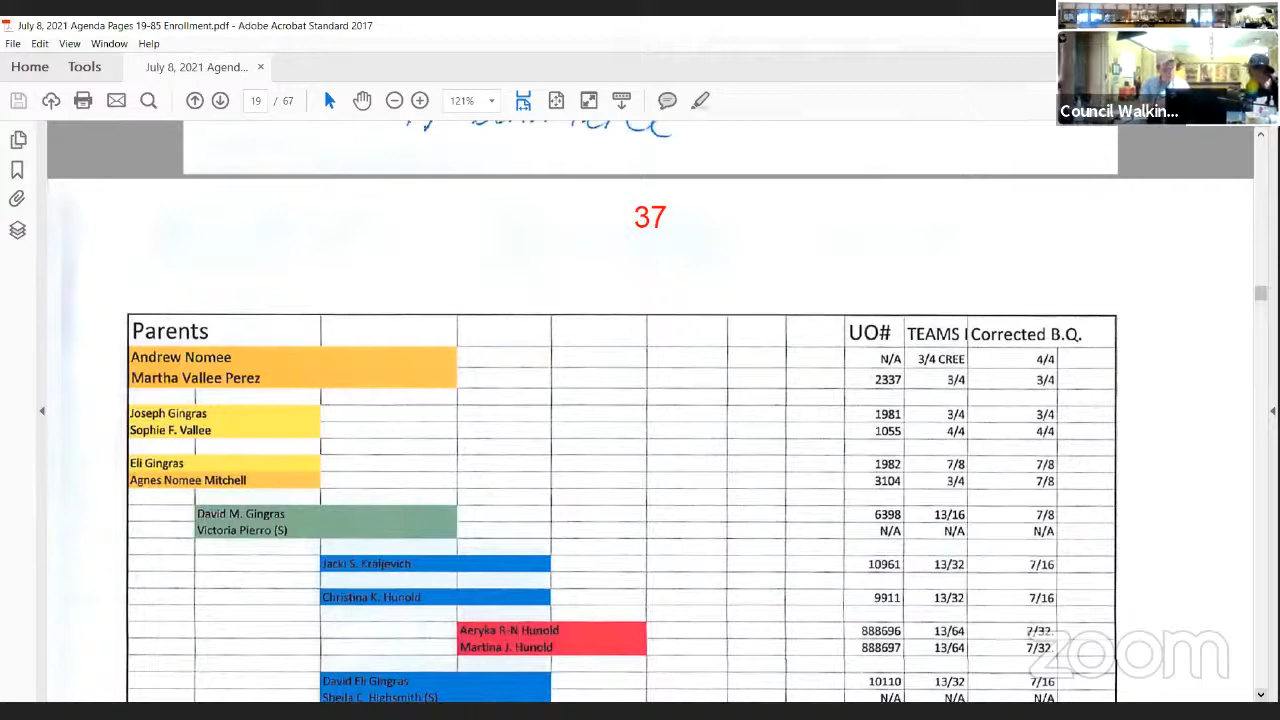 July 8, 2021 Agenda Pages 19-85 Enrollment.pdf - Adobe Acrobat Standard 2017
File Edit View Window Help
Home Tools July 8, 2021 Agend... ×
19 / 67 121%
Council Walkin...
37
Parents UO# TEAMS Corrected B.Q.
Andrew Nomee N/A 3/4 CREE 4/4
Martha Vallee Perez 2337 3/4 3/4
Joseph Gingras 1981 3/4 3/4
Sophie F. Vallee 1055 4/4 4/4
Eli Gingras 1982 7/8 7/8
Agnes Nomee Mitchell 3104 3/4 7/8
David M. Gingras 6398 13/16 7/8
Victoria Pierro (S) N/A N/A N/A
Jacki S. Kraljevich 10961 13/32 7/16
Christina K. Hunold 9911 13/32 7/16
Aeryka R-N Hunold 888696 13/64 7/32
Martina J. Hunold 888697 13/64 7/32
David Eli Gingras 10110 13/32 7/16
Sheila C. Highsmith (S) N/A N/A N/A
zoom